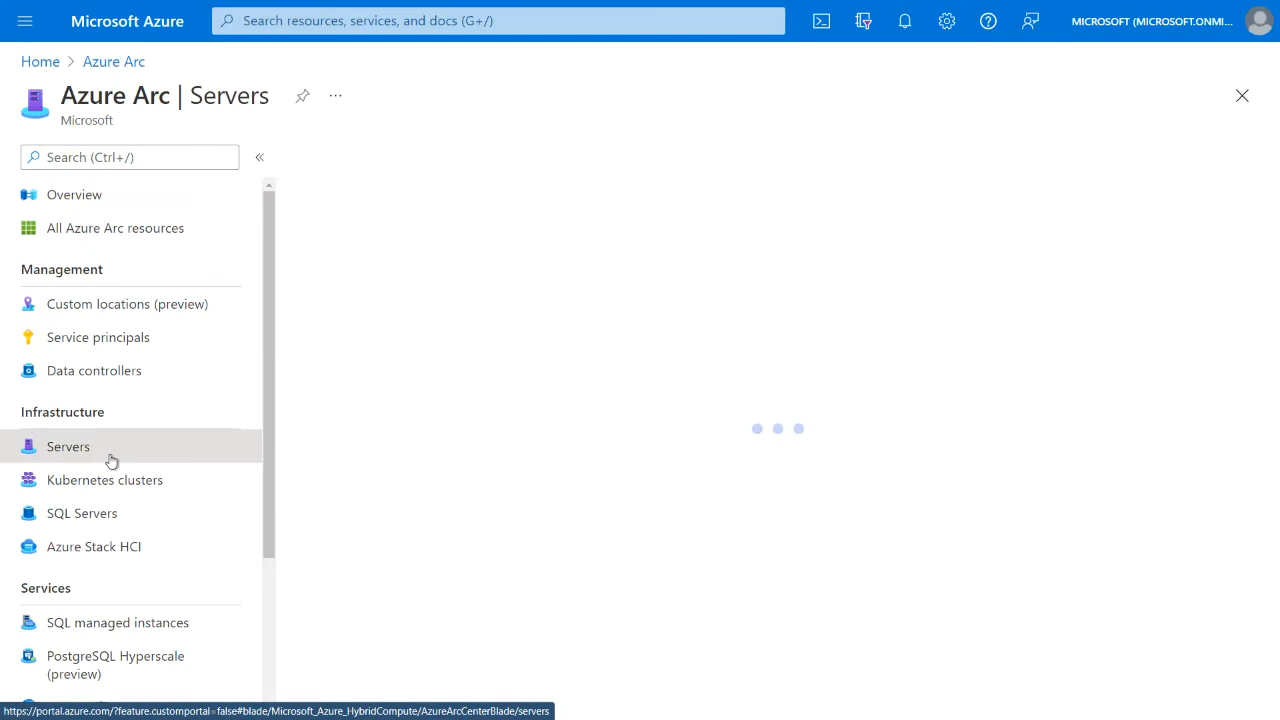 Microsoft Azure
Search resources, services, and docs (G+/)
MICROSOFT (MICROSOFT.ONMI...
Home > Azure Arc
Azure Arc | Servers
...
Microsoft
Search (Ctrl+/)
«
Overview
All Azure Arc resources
Management
Custom locations (preview)
Service principals
Data controllers
Infrastructure
Servers
Kubernetes clusters
SQL Servers
Azure Stack HCI
Services
SQL managed instances
PostgreSQL Hyperscale
(preview)
https://portal.azure.com/?feature.customportal=false#blade/Microsoft_Azure_HybridCompute/AzureArcCenterBlade/servers